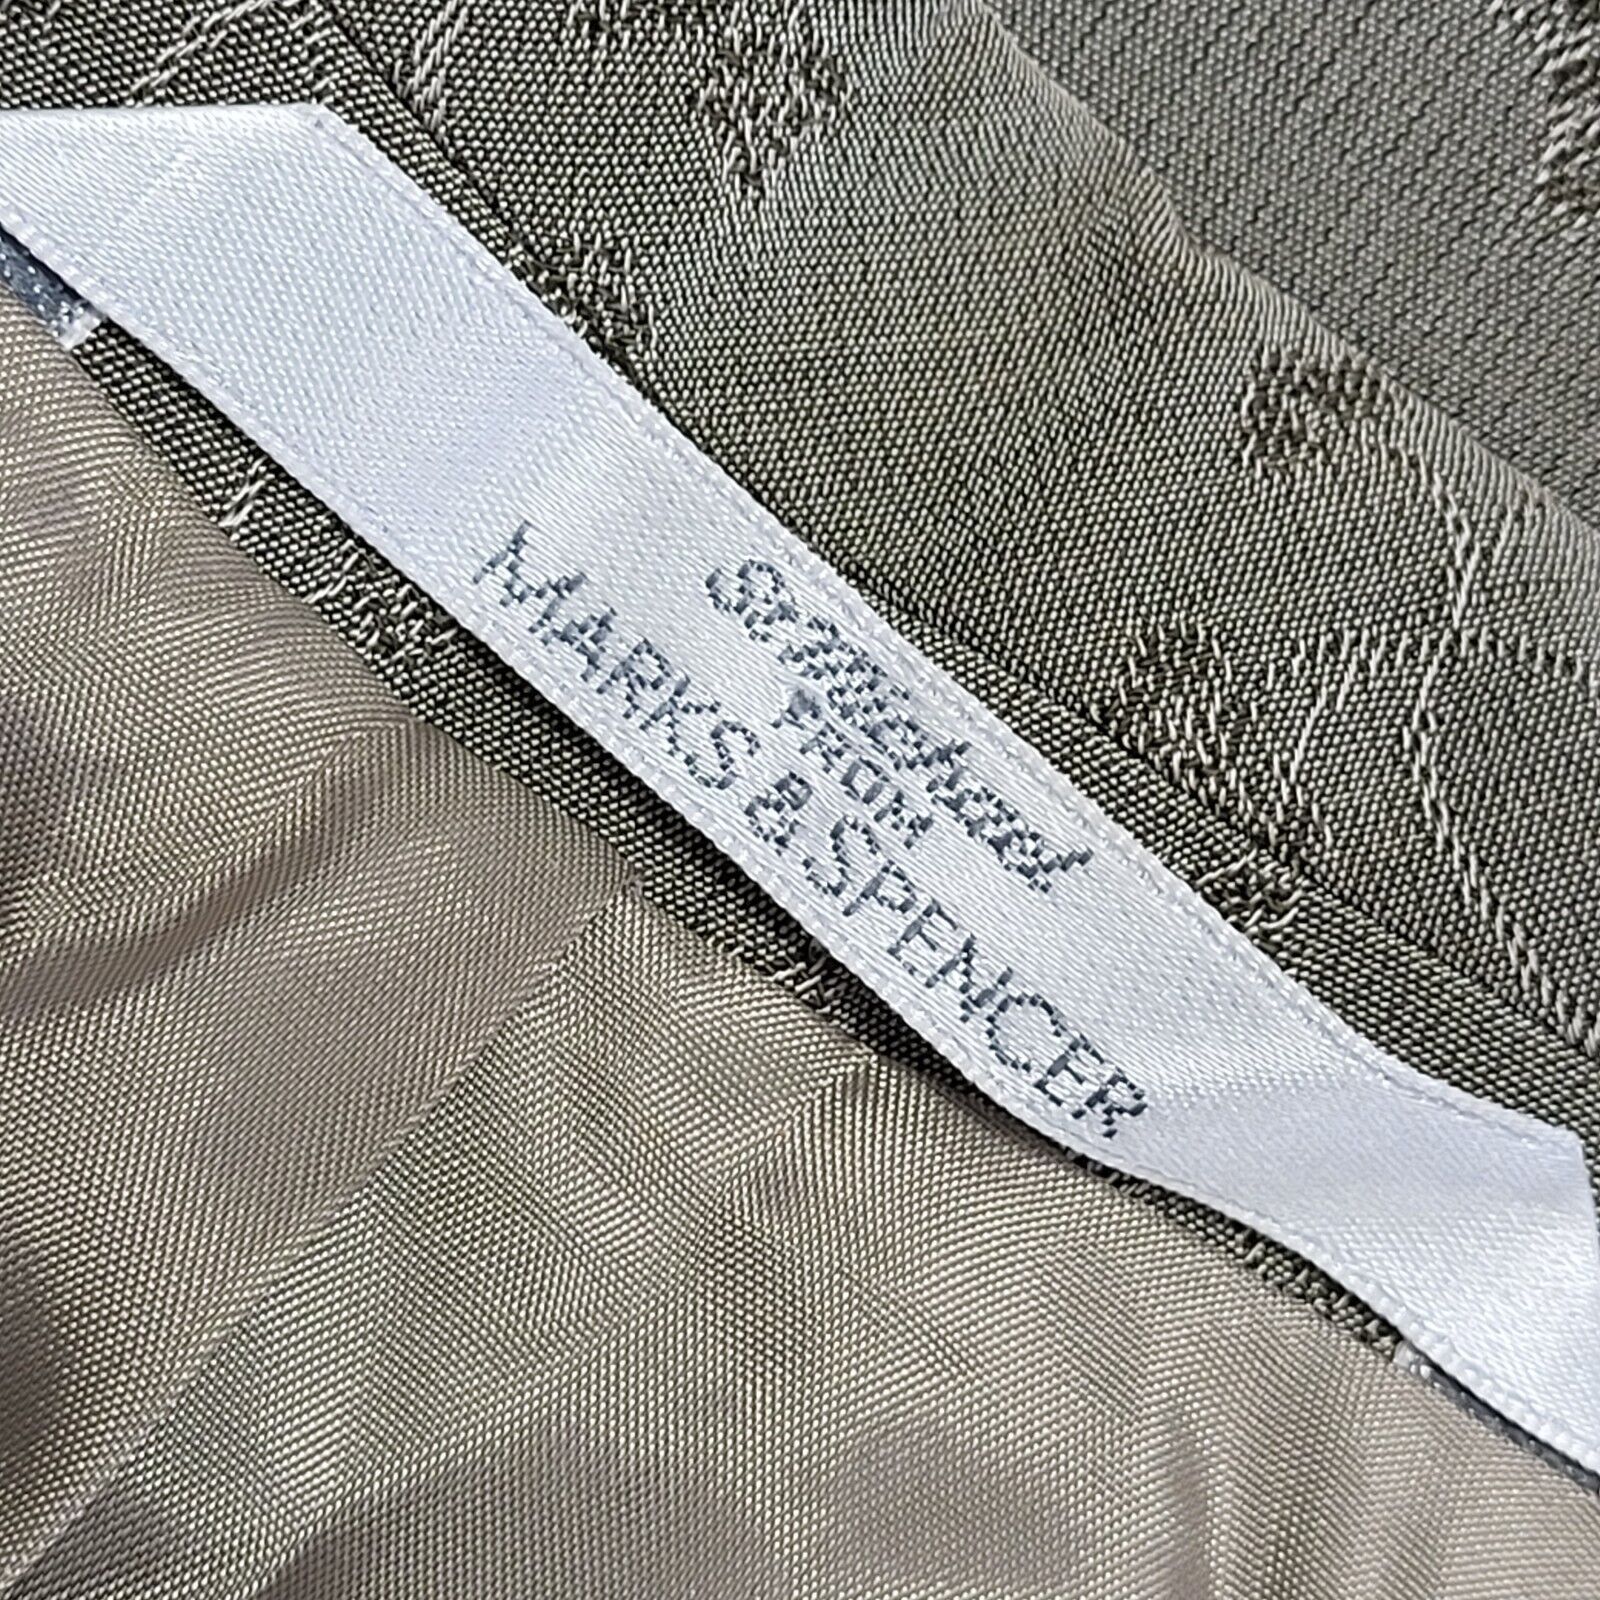 St Michael
FROM
MARKS & SPENCER